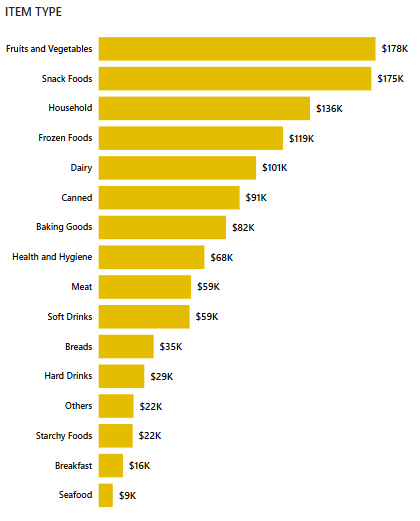 ITEM TYPE
Fruits and Vegetables $178K
Snack Foods $175K
Household $136K
Frozen Foods $119K
Dairy $101K
Canned $91K
Baking Goods $82K
Health and Hygiene $68K
Meat $59K
Soft Drinks $59K
Breads $35K
Hard Drinks $29K
Others $22K
Starchy Foods $22K
Breakfast $16K
Seafood $9K